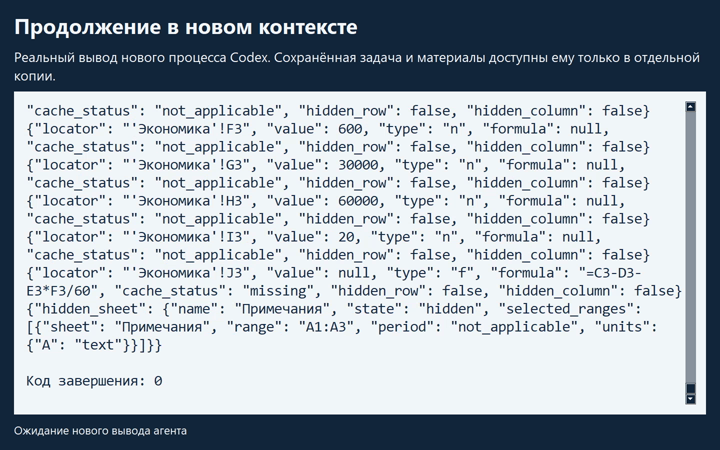 Продолжение в новом контексте
Реальный вывод нового процесса Codex. Сохранённая задача и материалы доступны ему только в отдельной
копии.
"cache_status": "not_applicable", "hidden_row": false, "hidden_column": false}
{"locator": "'Экономика'!F3", "value": 600, "type": "n", "formula": null,
"cache_status": "not_applicable", "hidden_row": false, "hidden_column": false}
{"locator": "'Экономика'!G3", "value": 30000, "type": "n", "formula": null,
"cache_status": "not_applicable", "hidden_row": false, "hidden_column": false}
{"locator": "'Экономика'!H3", "value": 60000, "type": "n", "formula": null,
"cache_status": "not_applicable", "hidden_row": false, "hidden_column": false}
{"locator": "'Экономика'!I3", "value": 20, "type": "n", "formula": null,
"cache_status": "not_applicable", "hidden_row": false, "hidden_column": false}
{"locator": "'Экономика'!J3", "value": null, "type": "f", "formula": "=C3-D3-
E3*F3/60", "cache_status": "missing", "hidden_row": false, "hidden_column": false}
{"hidden_sheet": {"name": "Примечания", "state": "hidden", "selected_ranges":
[{"sheet": "Примечания", "range": "A1:A3", "period": "not_applicable", "units":
{"A": "text"}}]}}
Код завершения: 0
Ожидание нового вывода агента